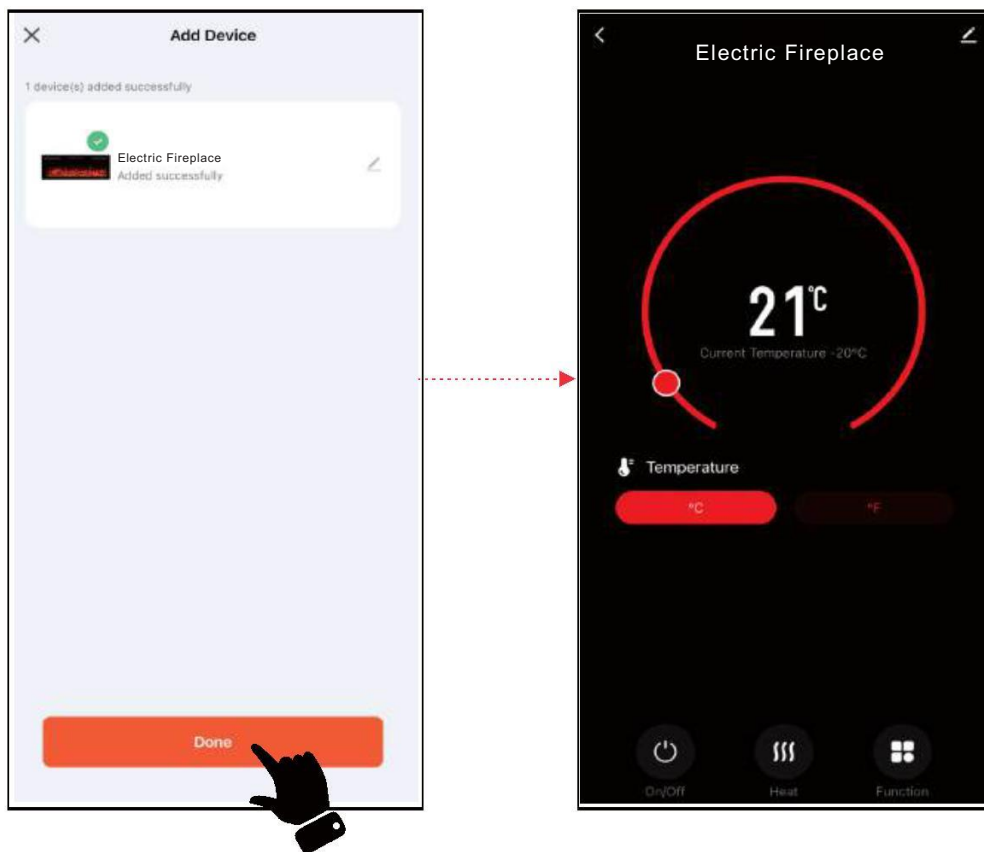 Add Device
1 device(s) added successfully
Electric Fireplace
Added successfully
Done
Electric Fireplace
21°C
Current Temperature -20°C
Temperature
°C
°F
On/Off
Heat
Function